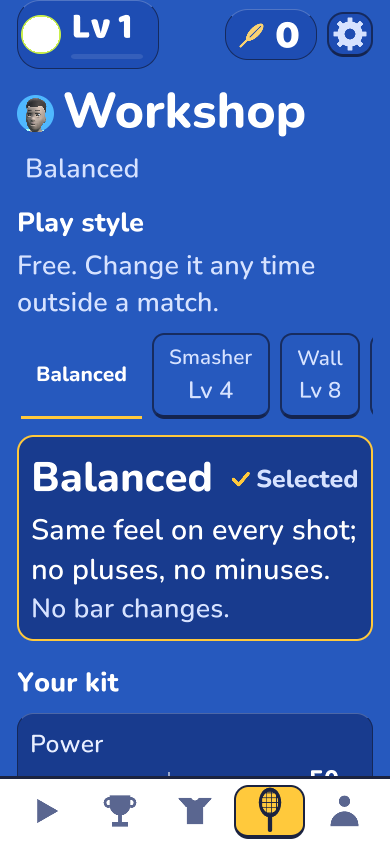 Lv 1
0
Workshop
Balanced
Play style
Free. Change it any time
outside a match.
Balanced
Smasher
Lv 4
Wall
Lv 8
Balanced
Selected
Same feel on every shot;
no pluses, no minuses.
No bar changes.
Your kit
Power